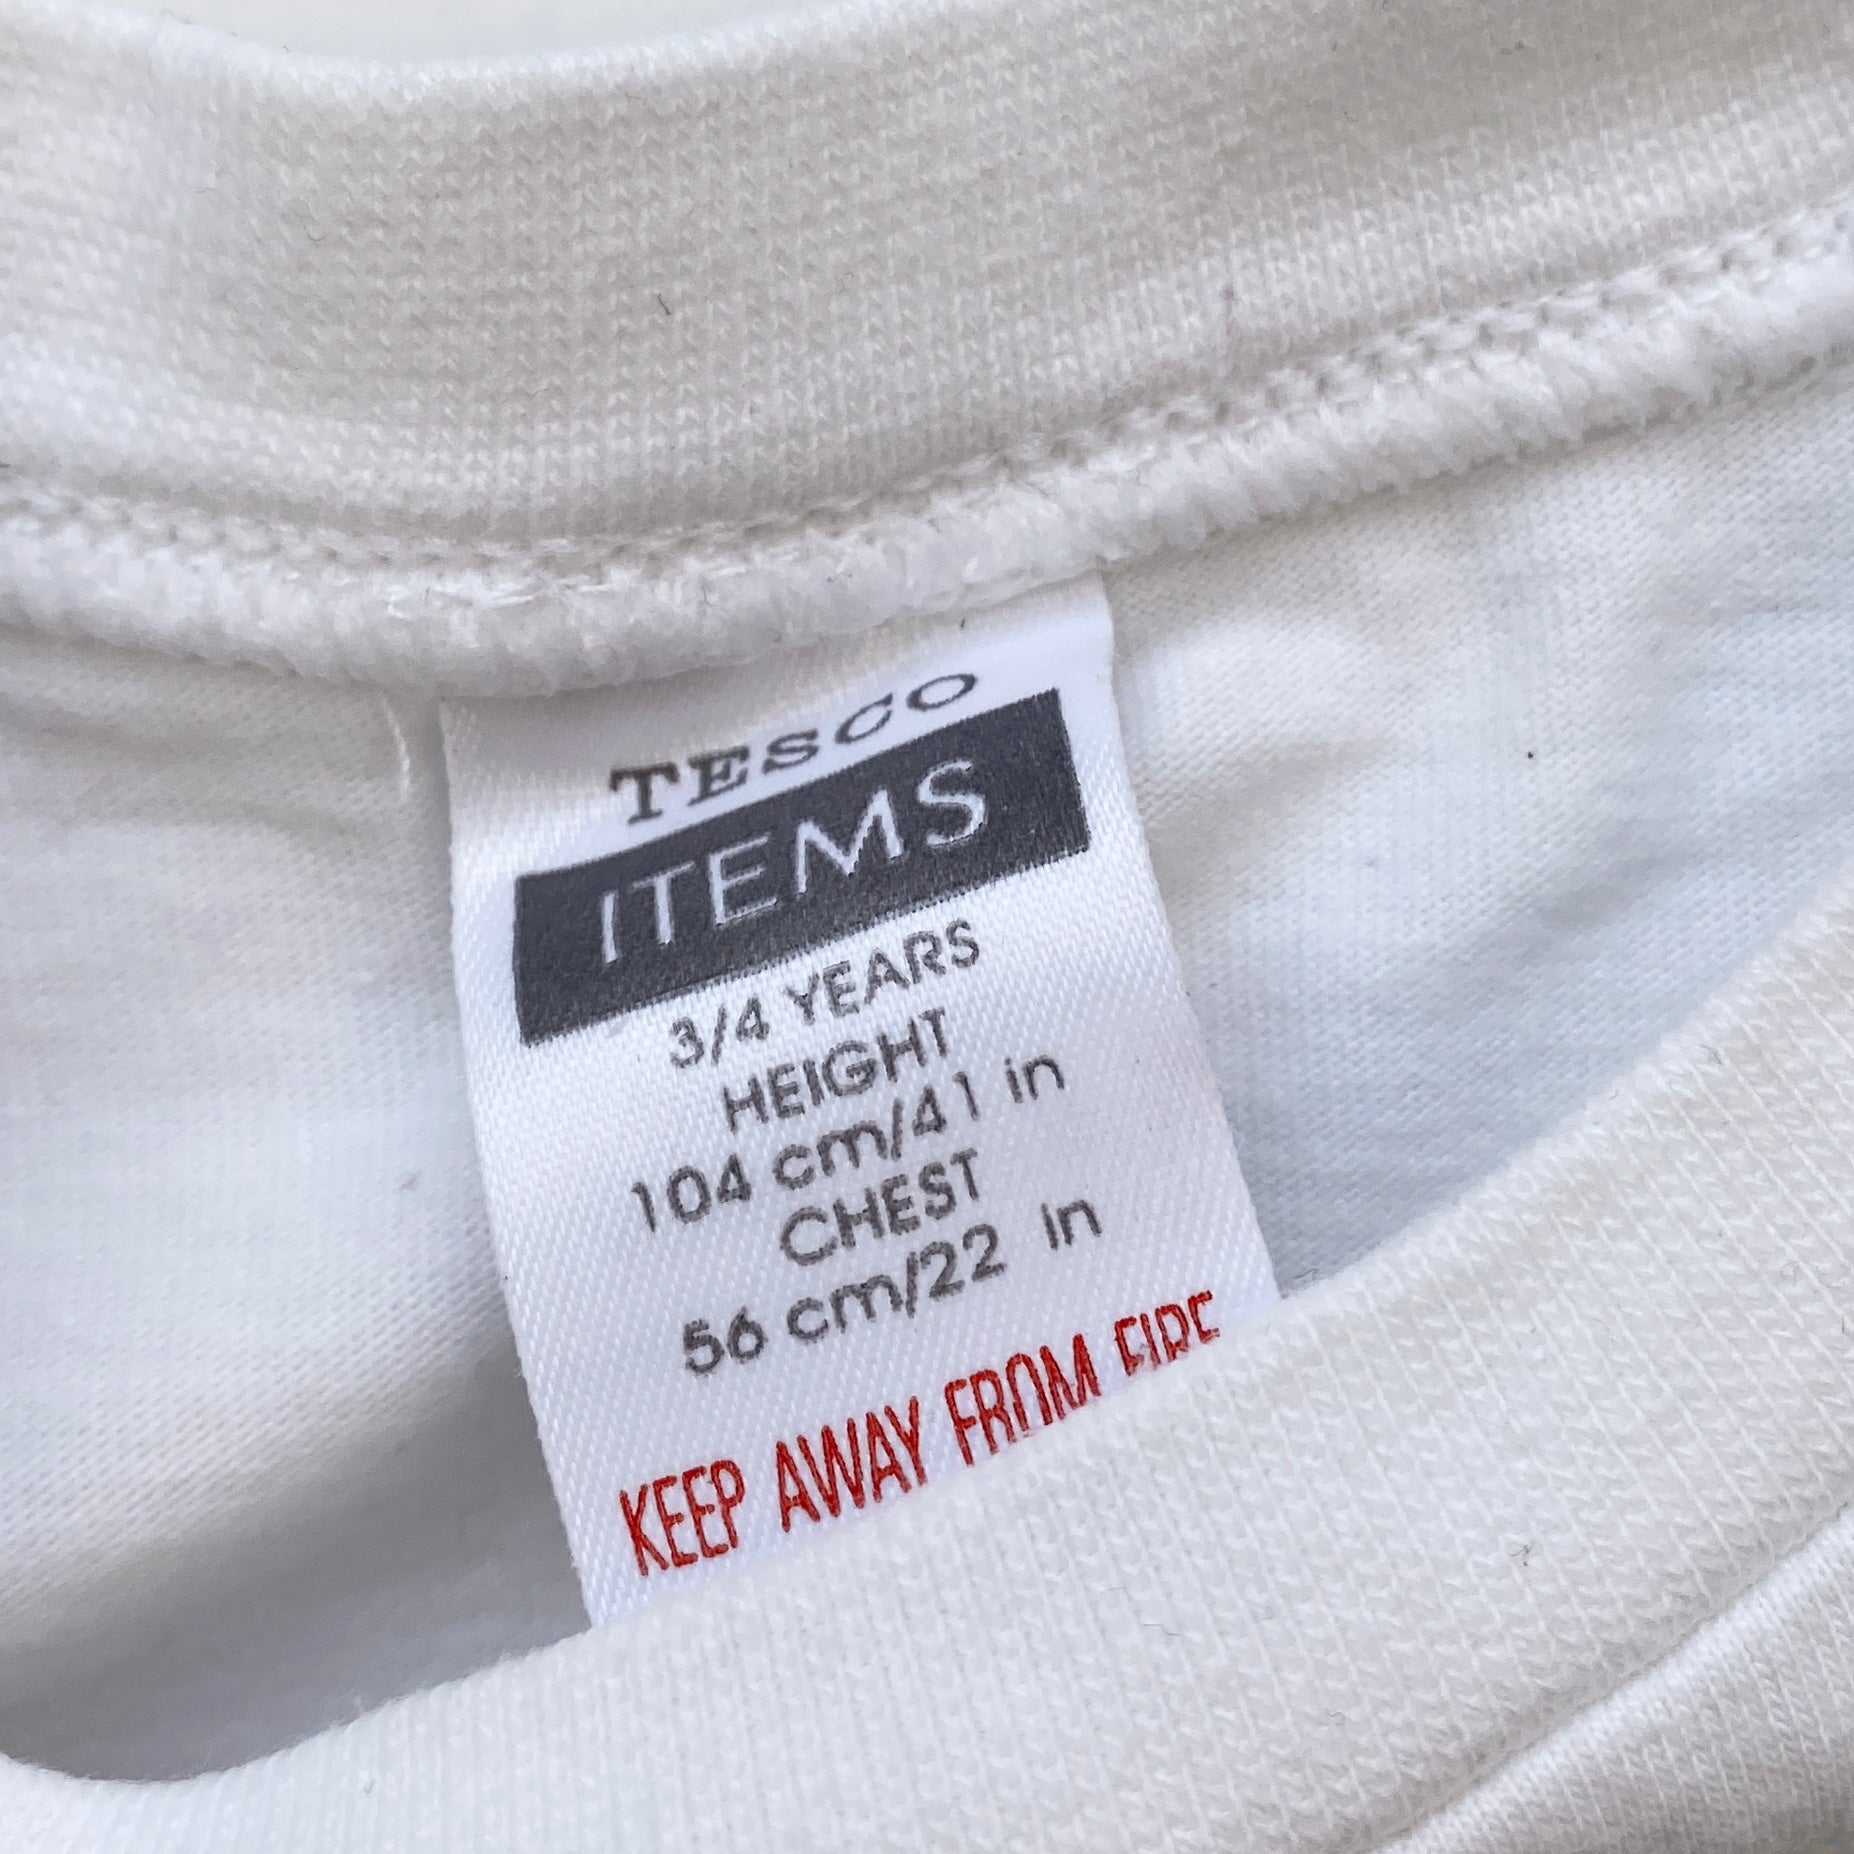 TESCO
ITEMS
3/4 YEARS
HEIGHT
104 cm/41 in
CHEST
56 cm/22 in
KEEP AWAY FROM FIRE